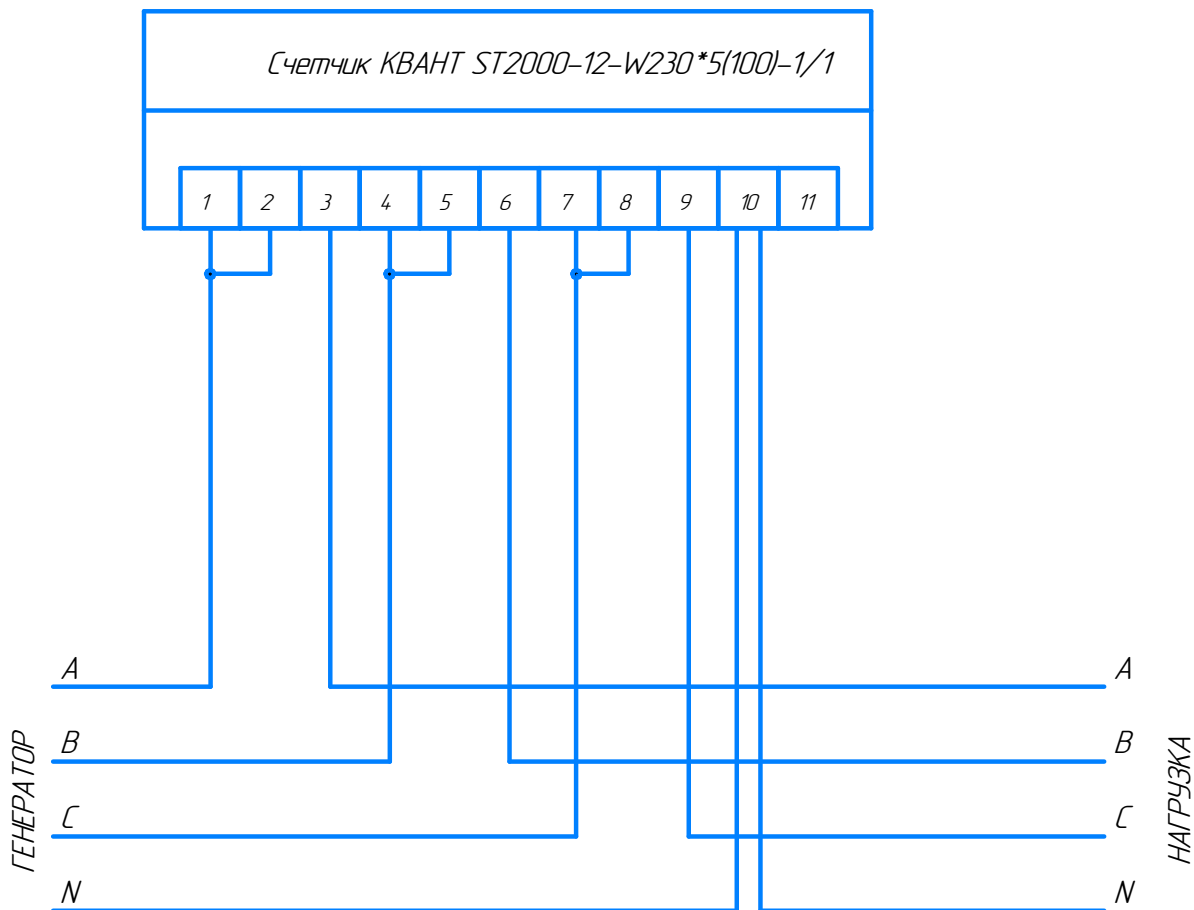 Счетчик КВАНТ ST2000-12-W230*5(100)-1/1
1 2 3 4 5 6 7 8 9 10 11
A A
B B
C C
N N
ГЕНЕРАТОР
НАГРУЗКА